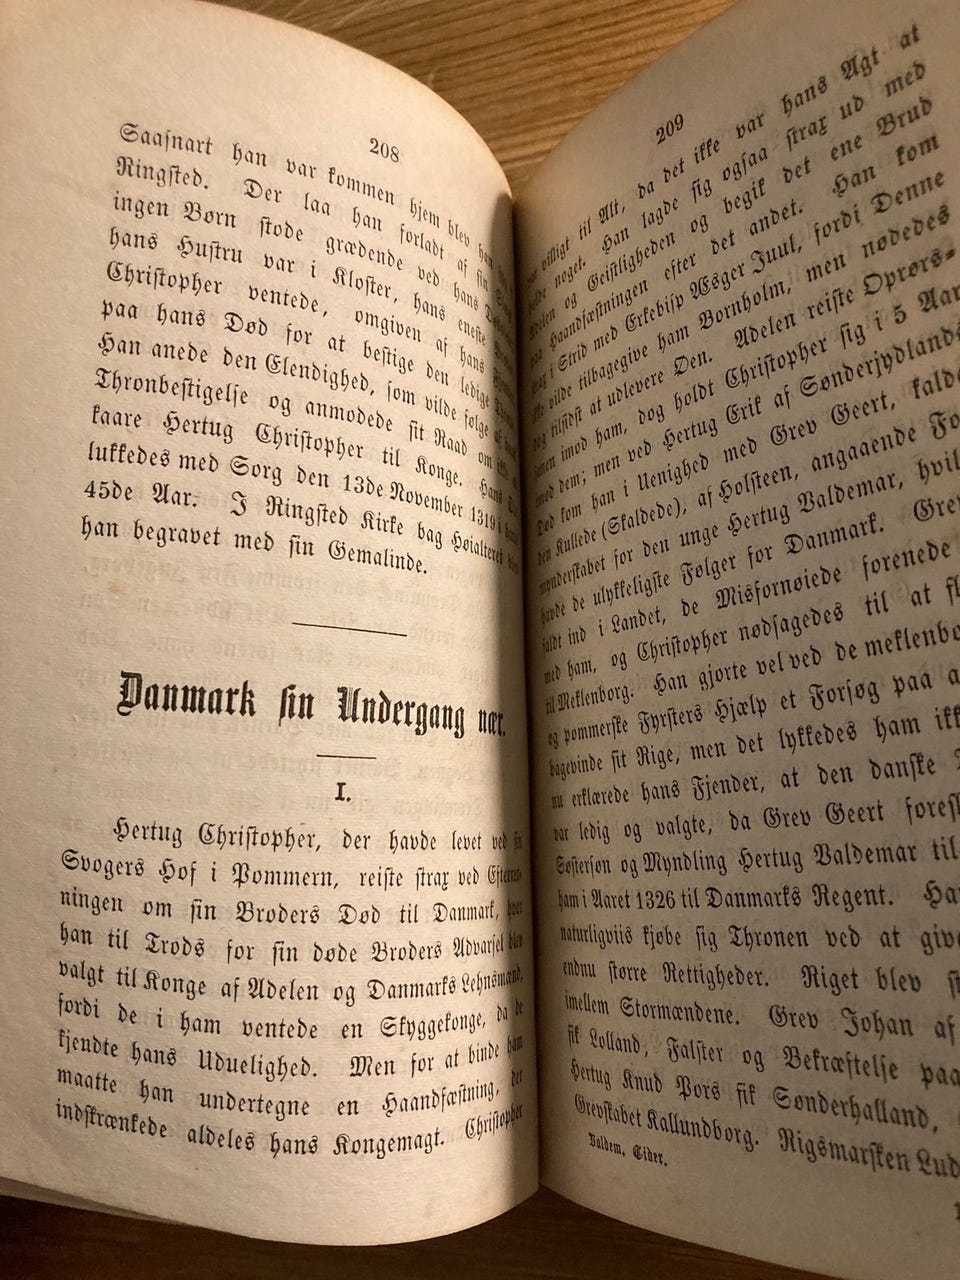 208
Saasnart han var kommen hjem blev han
Ringsted. Der laa han forladt af sin
ingen Børn stode grædende ved hans
hans Hustru var i Kloster, hans eneste
Christopher ventede, omgiven af hans
paa hans Død for at bestige den ledige
Han anede den Elendighed, som vilde følge af
Thronbestigelse og anmodede sit Raad om ikke
kaare Hertug Christopher til Konge. Hans
lukkedes med Sorg den 13de November 1319 i
45de Aar. I Ringsted Kirke bag Høialteret blev
han begravet med sin Gemalinde.
Danmark sin Undergang nær.
I.
Hertug Christopher, der havde levet ved sin
Svogers Hof i Pommern, reiste strax ved Efterret-
ningen om sin Broders Død til Danmark, hvor
han til Trods for sin døde Broders Advarsel blev
valgt til Konge af Adelen og Danmarks Lehnsmænd,
fordi de i ham ventede en Skyggekonge, da de
kjendte hans Uduelighed. Men for at binde ham
maatte han undertegne en Haandfæstning, der
indskrænkede aldeles hans Kongemagt. Christopher
209
var villigt til Alt, da det ikke var hans Agt at
holde noget. Han lagde sig ogsaa strax ud med
Adelen og Geistligheden og begik det ene Brud
paa Haandfæstningen efter det andet. Han kom
i Strid med Erkebisp Æsger Juul, fordi Denne
ikke vilde tilbagegive ham Bornholm, men nødedes
dog tilsidst at udlevere Øen. Adelen reiste Oprørs-
imod ham, dog holdt Christopher sig i 5 Aar
mod dem; men ved Hertug Erik af Sønderjydlands
Død kom han i Uenighed med Grev Geert, kaldet
den Kullede (Skaldede), af Holsteen, angaaende
mynderskabet for den unge Hertug Valdemar,
havde de ulykkeligste Følger for Danmark. Grev
faldt ind i Landet, de Misfornøiede forenede
med ham, og Christopher nødsagedes til at
til Meklenborg. Han gjorte vel ved de
og pommerske Fyrsters Hjælp et Forsøg paa
tilbagevinde sit Rige, men det lykkedes ham
nu erklærede hans Fjender, at den danske
var ledig og valgte, da Grev Geert
Søstersøn og Myndling Hertug Valdemar til
ham i Aaret 1326 til Danmarks Regent.
naturligviis kjøbe sig Thronen ved at
endnu større Rettigheder. Riget blev
imellem Stormændene. Grev Johan af
fik Lolland, Falster og Bekræftelse paa
Hertug Knud Pors fik Sønderhalland,
Grevskabet Kallundborg. Rigsmarsken
Valdem. Eider.